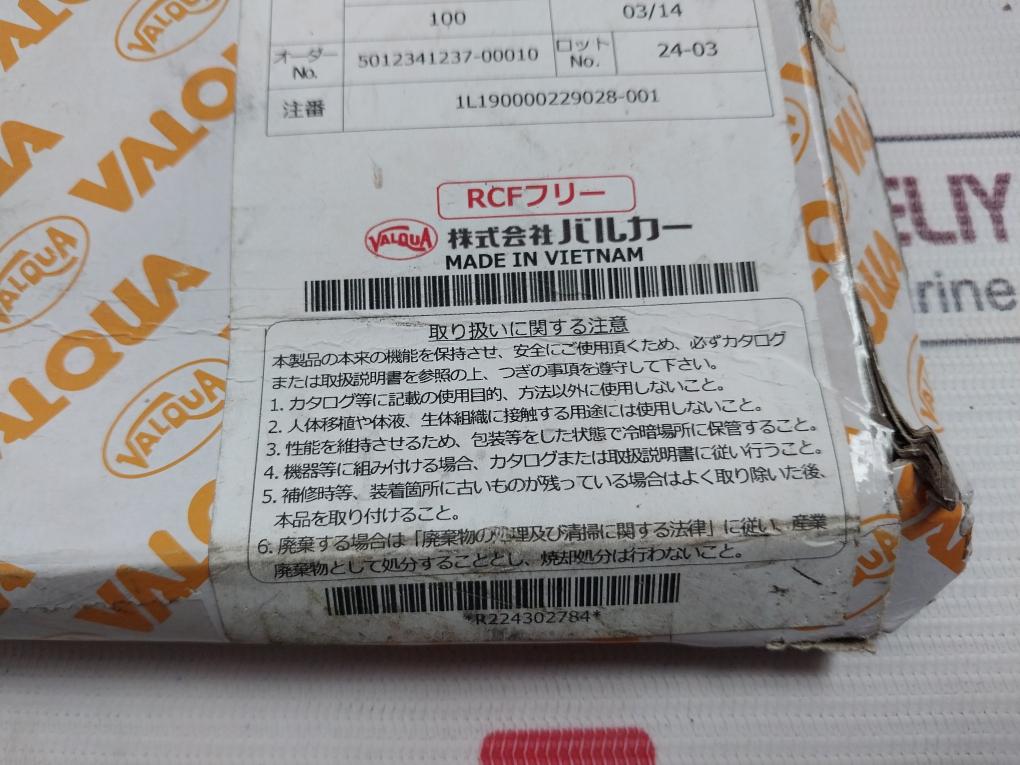 100
03/14
オーダー No.
5012341237-00010
ロット No.
24-03
注番
1L190000229028-001
RCFフリー
VALQUA 株式会社 バルカー
MADE IN VIETNAM
取り扱いに関する注意
本製品の本来の機能を保持させ、安全にご使用頂くため、必ずカタログ
または取扱説明書を参照の上、つぎの事項を遵守して下さい。
1. カタログ等に記載の使用目的、方法以外に使用しないこと。
2. 人体移植や体液、生体組織に接触する用途には使用しないこと。
3. 性能を維持させるため、包装等をした状態で冷暗場所に保管すること。
4. 機器等に組み付ける場合、カタログまたは取扱説明書に従い行うこと。
5. 補修時等、装着箇所に古いものが残っている場合はよく取り除いた後、
本品を取り付けること。
6. 廃棄する場合は「廃棄物の処理及び清掃に関する法律」に従い、産業
廃棄物として処分することとし、焼却処分は行わないこと。
*R224302784*
VALQUA
VALQUA
VALQUA
VALQUA
VALQUA
ELIY
rine